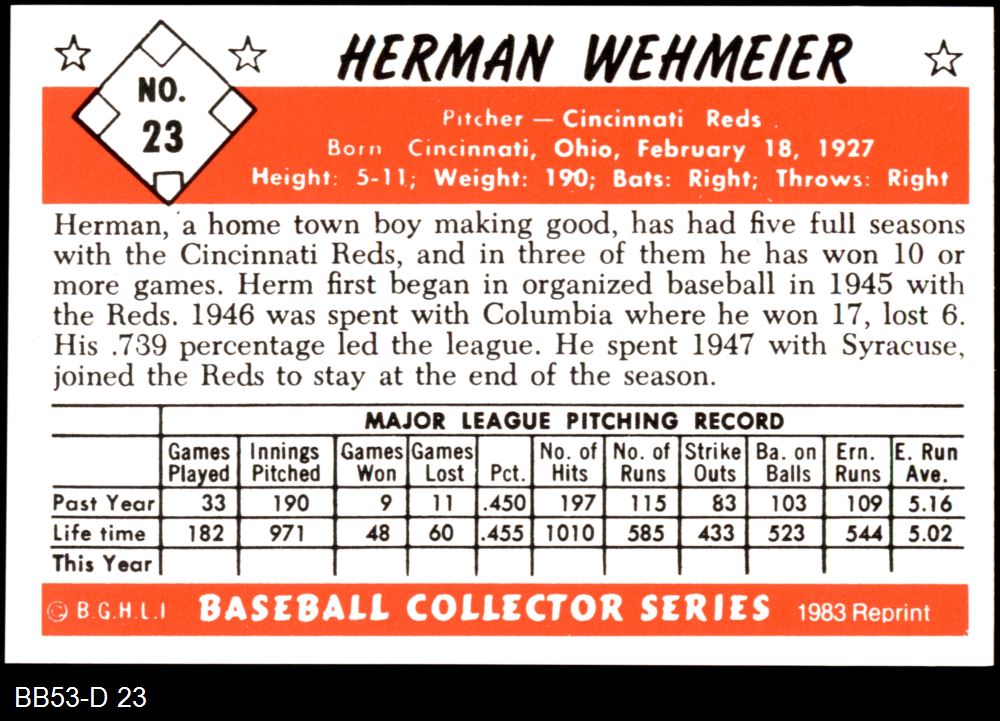 HERMAN WEHMEIER
NO.
23
Pitcher — Cincinnati Reds
Born Cincinnati, Ohio, February 18, 1927
Height: 5-11; Weight: 190; Bats: Right; Throws: Right
Herman, a home town boy making good, has had five full seasons
with the Cincinnati Reds, and in three of them he has won 10 or
more games. Herm first began in organized baseball in 1945 with
the Reds. 1946 was spent with Columbia where he won 17, lost 6.
His .739 percentage led the league. He spent 1947 with Syracuse,
joined the Reds to stay at the end of the season.
MAJOR LEAGUE PITCHING RECORD
Games Played Innings Pitched Games Won Games Lost Pct. No. of Hits No. of Runs Strike Outs Ba. on Balls Ern. Runs E. Run Ave.
Past Year 33 190 9 11 .450 197 115 83 103 109 5.16
Life time 182 971 48 60 .455 1010 585 433 523 544 5.02
This Year
© B.G.H.L.I BASEBALL COLLECTOR SERIES 1983 Reprint
BB53-D 23